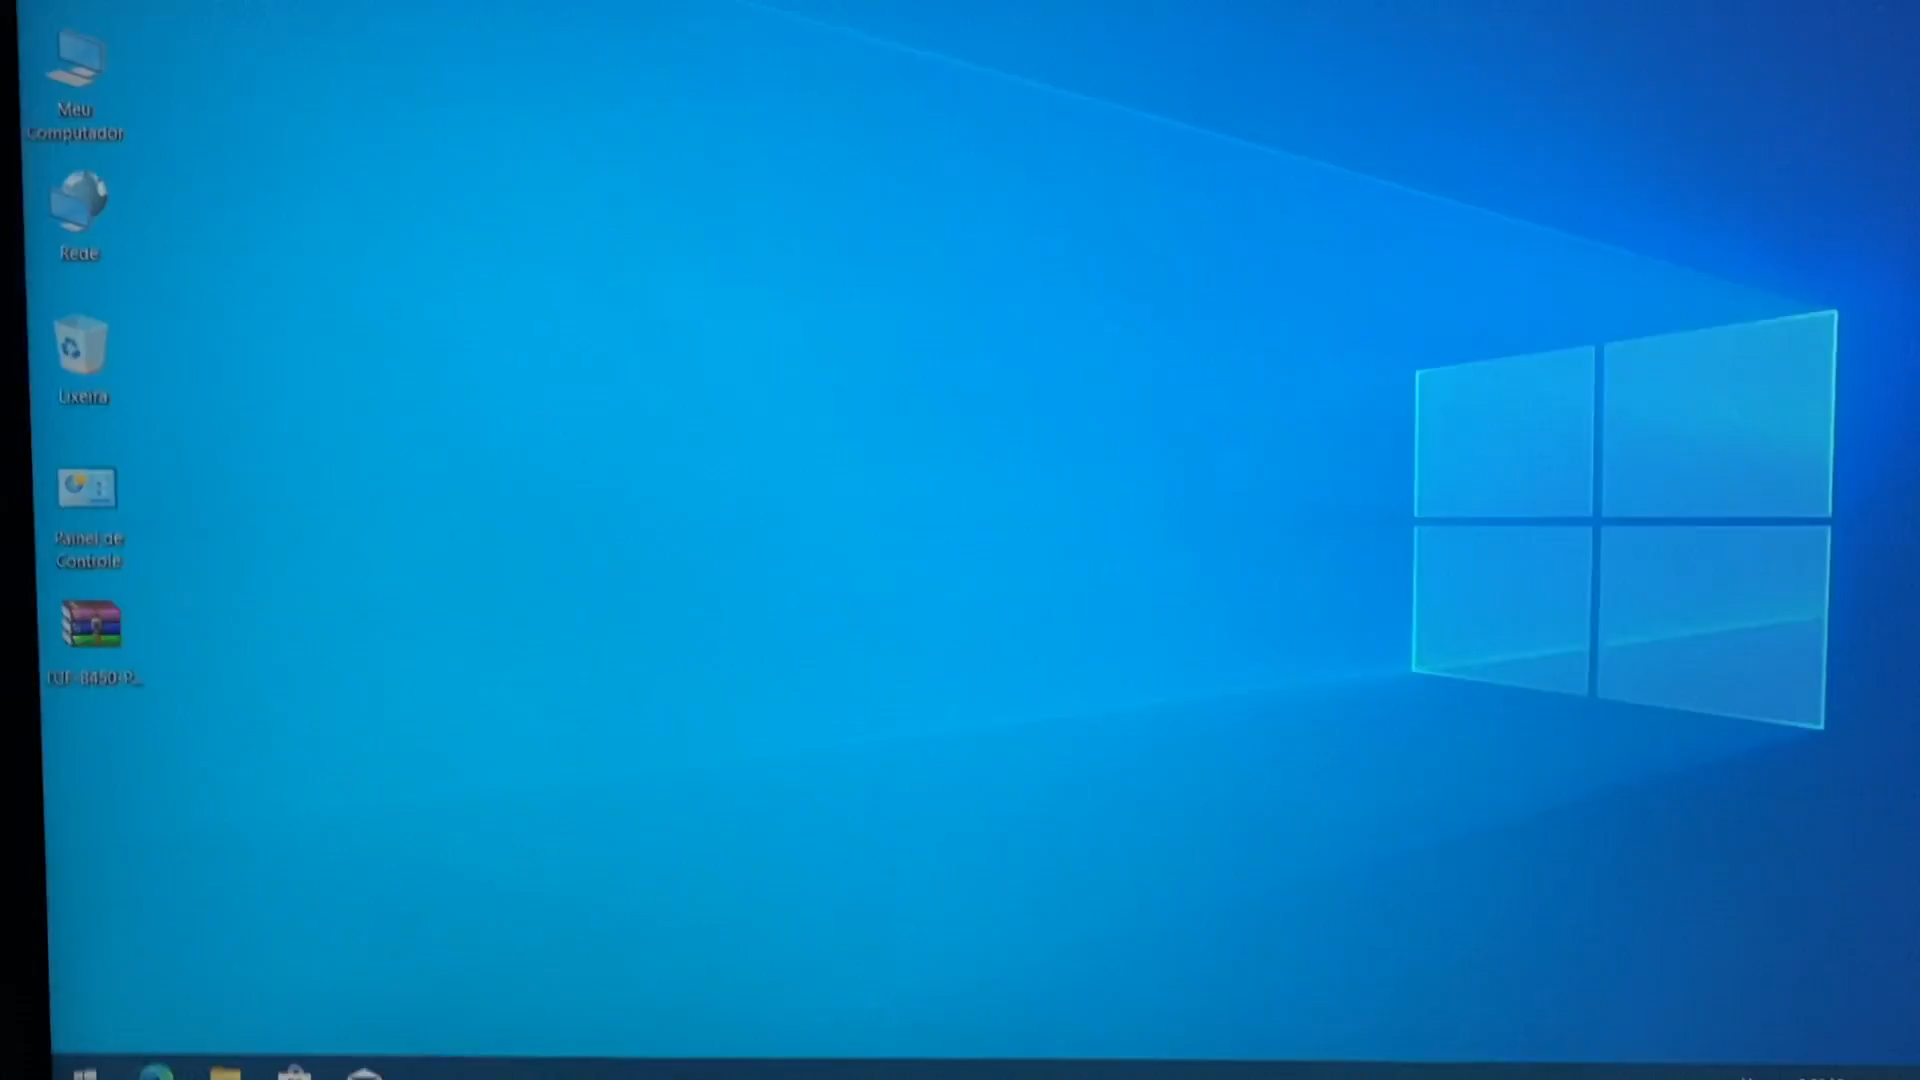 Meu
Computador
Rede
Lixeira
Painel de
Controle